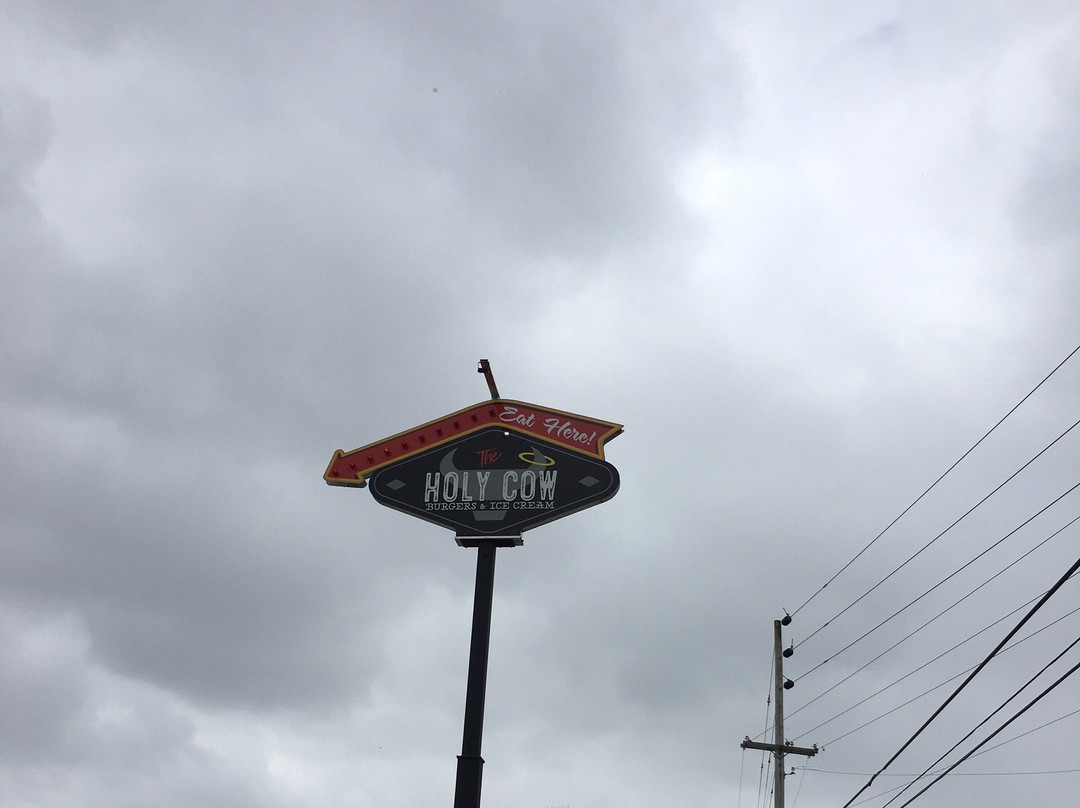 Eat Here!
The
HOLY COW
BURGERS & ICE CREAM